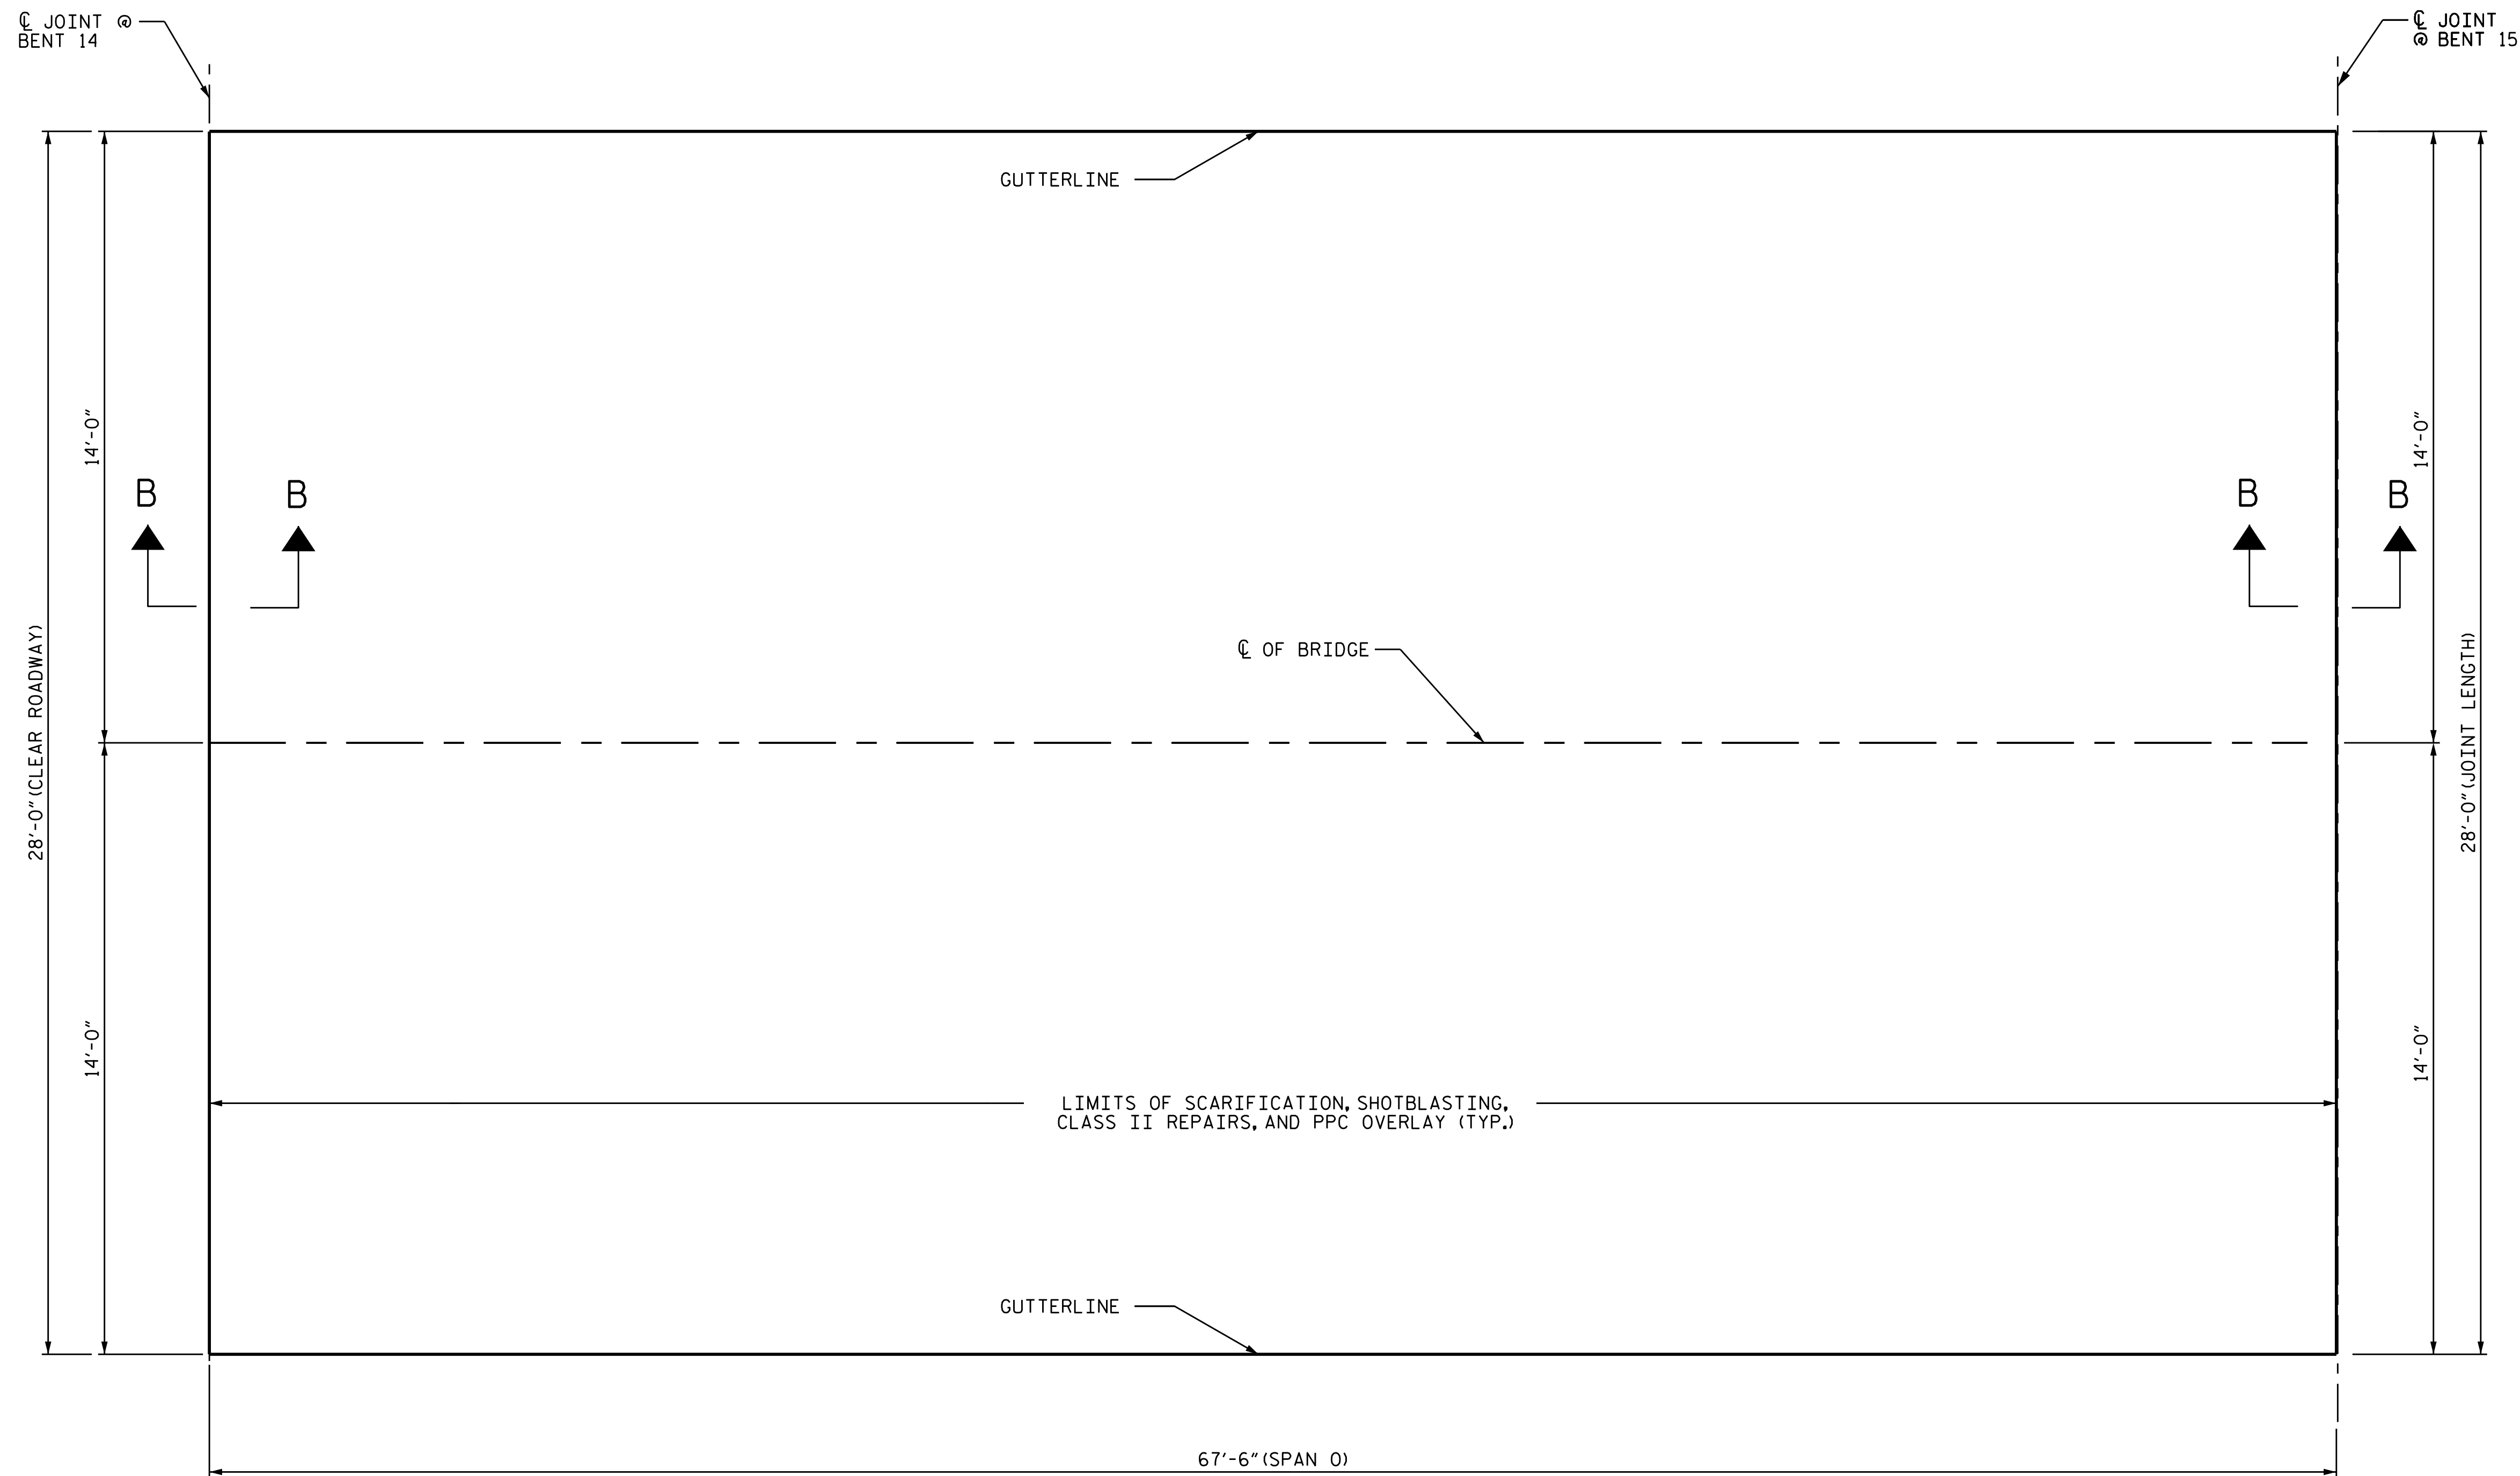 ℄ JOINT @
BENT 14
℄ JOINT
@ BENT 15
GUTTERLINE
14'-0"
14'-0"
B
B
B
B
28'-0" (CLEAR ROADWAY)
℄ OF BRIDGE
28'-0" (JOINT LENGTH)
14'-0"
14'-0"
LIMITS OF SCARIFICATION, SHOTBLASTING,
CLASS II REPAIRS, AND PPC OVERLAY (TYP.)
GUTTERLINE
67'-6" (SPAN O)